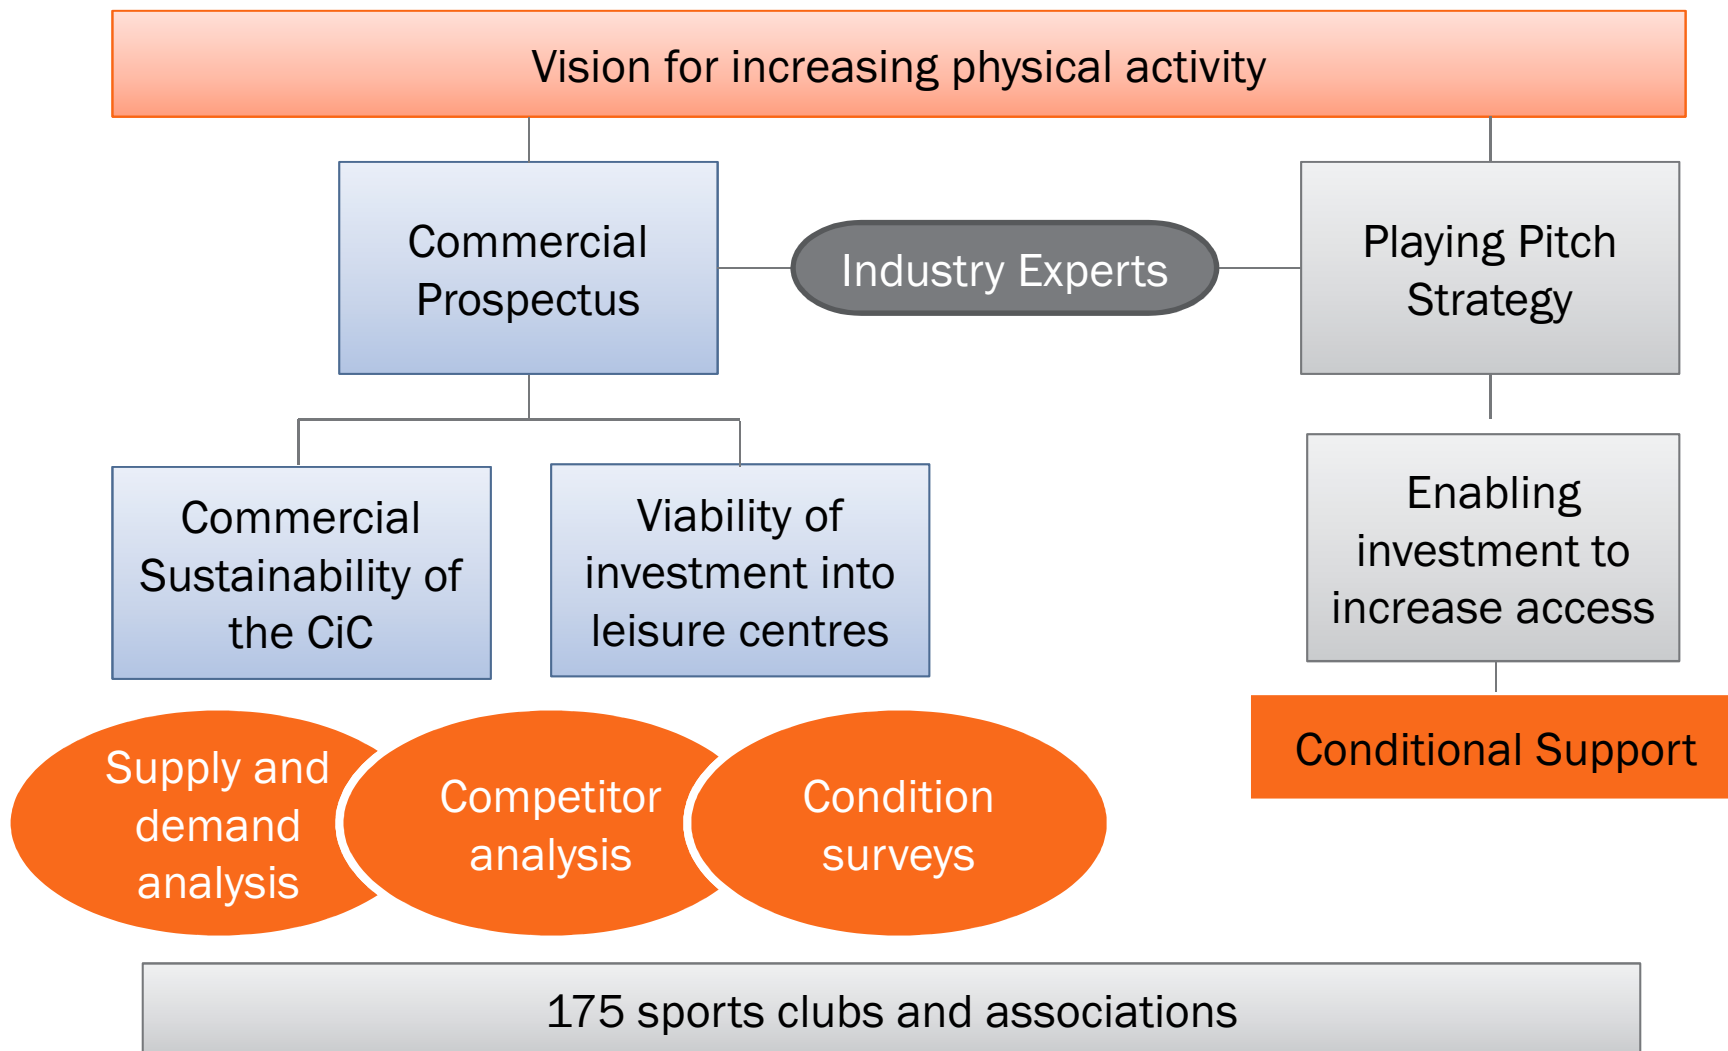 Vision for increasing physical activity
Commercial
Prospectus
Industry Experts
Playing Pitch
Strategy
Commercial
Sustainability of
the CiC
Viability of
investment into
leisure centres
Enabling
investment to
increase access
Conditional Support
Supply and
demand
analysis
Competitor
analysis
Condition
surveys
175 sports clubs and associations